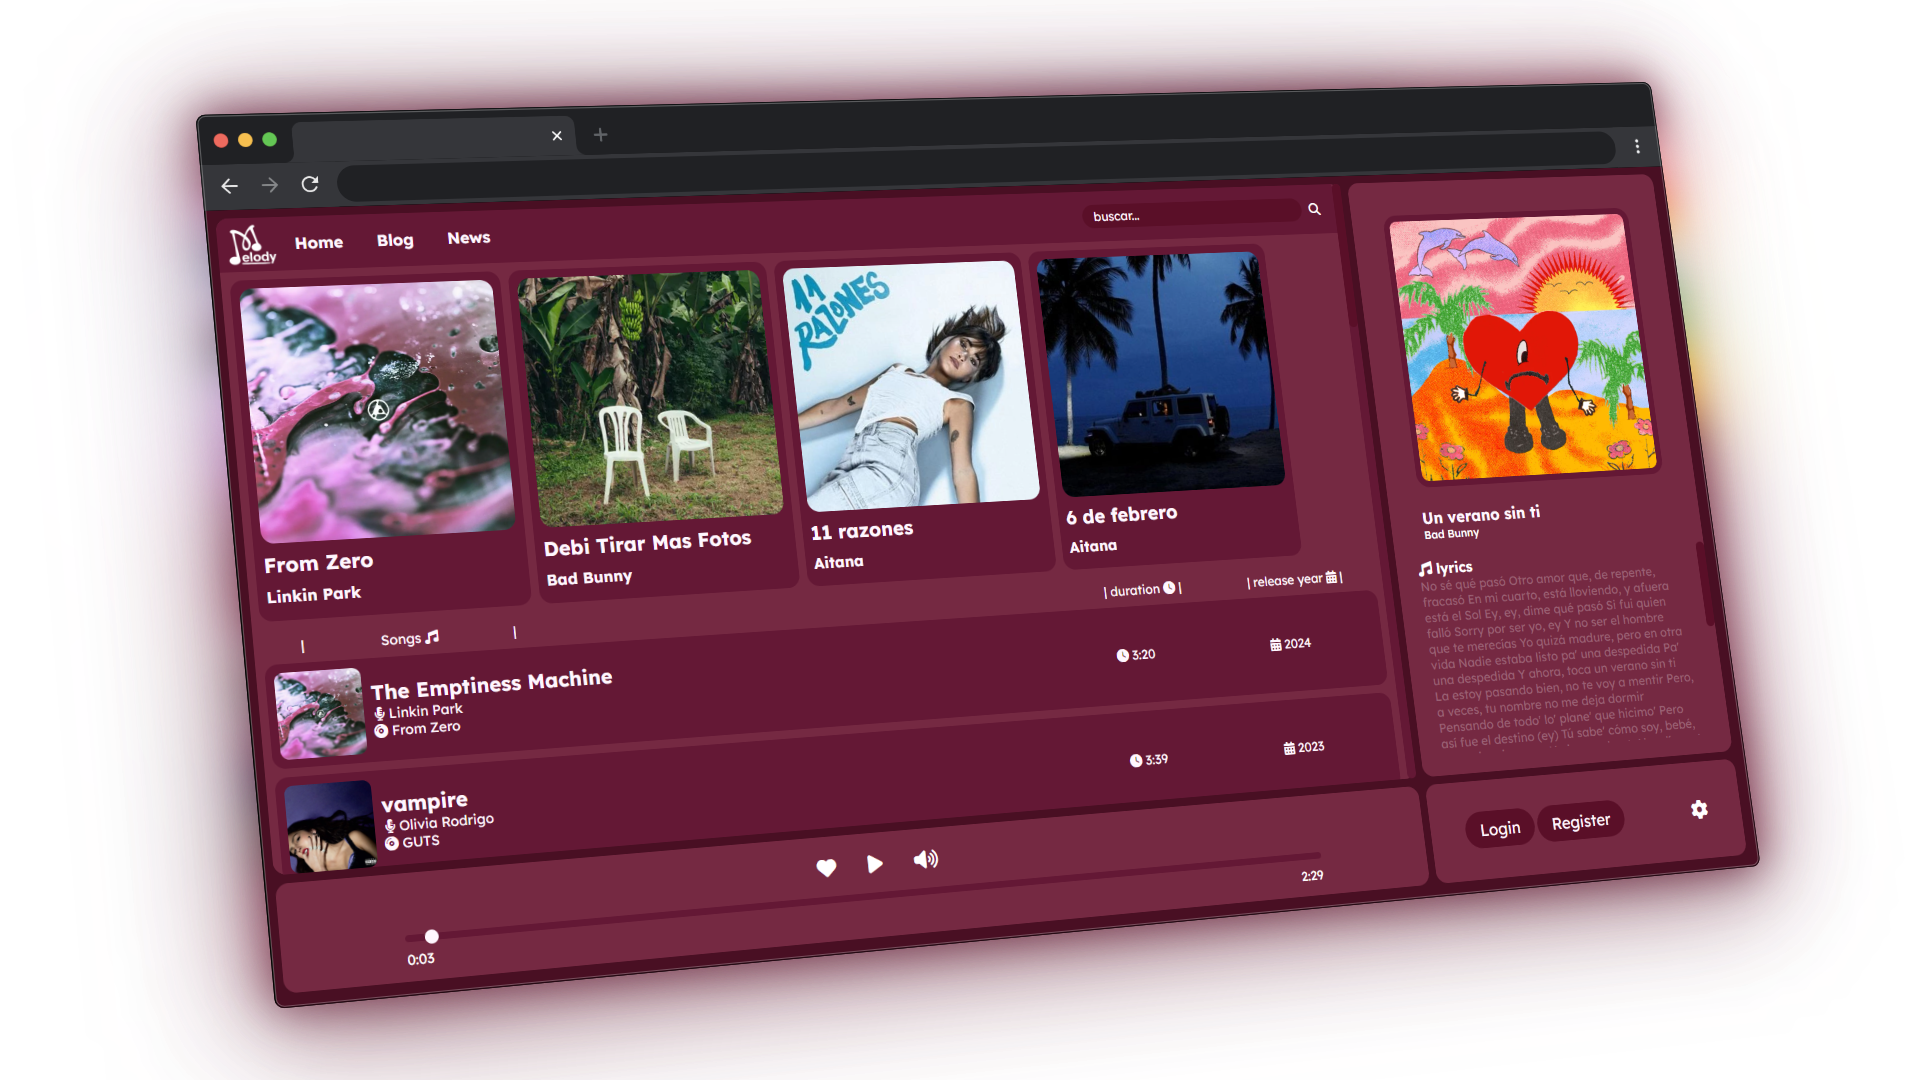 Melody
Home
Blog
News
buscar...
11 RAZONES
From Zero
Linkin Park
Debi Tirar Mas Fotos
Bad Bunny
11 razones
Aitana
6 de febrero
Aitana
| Songs |
| duration |
| release year |
The Emptiness Machine
Linkin Park
From Zero
3:20
2024
vampire
Olivia Rodrigo
GUTS
3:39
2023
0:03
2:29
Un verano sin ti
Bad Bunny
lyrics
No sé qué pasó Otro amor que, de repente,
fracasó En mi cuarto, está lloviendo, y afuera
está el Sol Ey, ey, dime qué pasó Si fui quien
falló Sorry por ser yo, ey Y no ser el hombre
que te merecías Yo quizá madure, pero en otra
vida Nadie estaba listo pa' una despedida Pa'
una despedida Y ahora, toca un verano sin ti
La estoy pasando bien, no te voy a mentir Pero,
a veces, tu nombre no me deja dormir
Pensando de todo' lo' plane' que hicimo' Pero
así fue el destino (ey) Tú sabe' cómo soy, bebé,
Login
Register